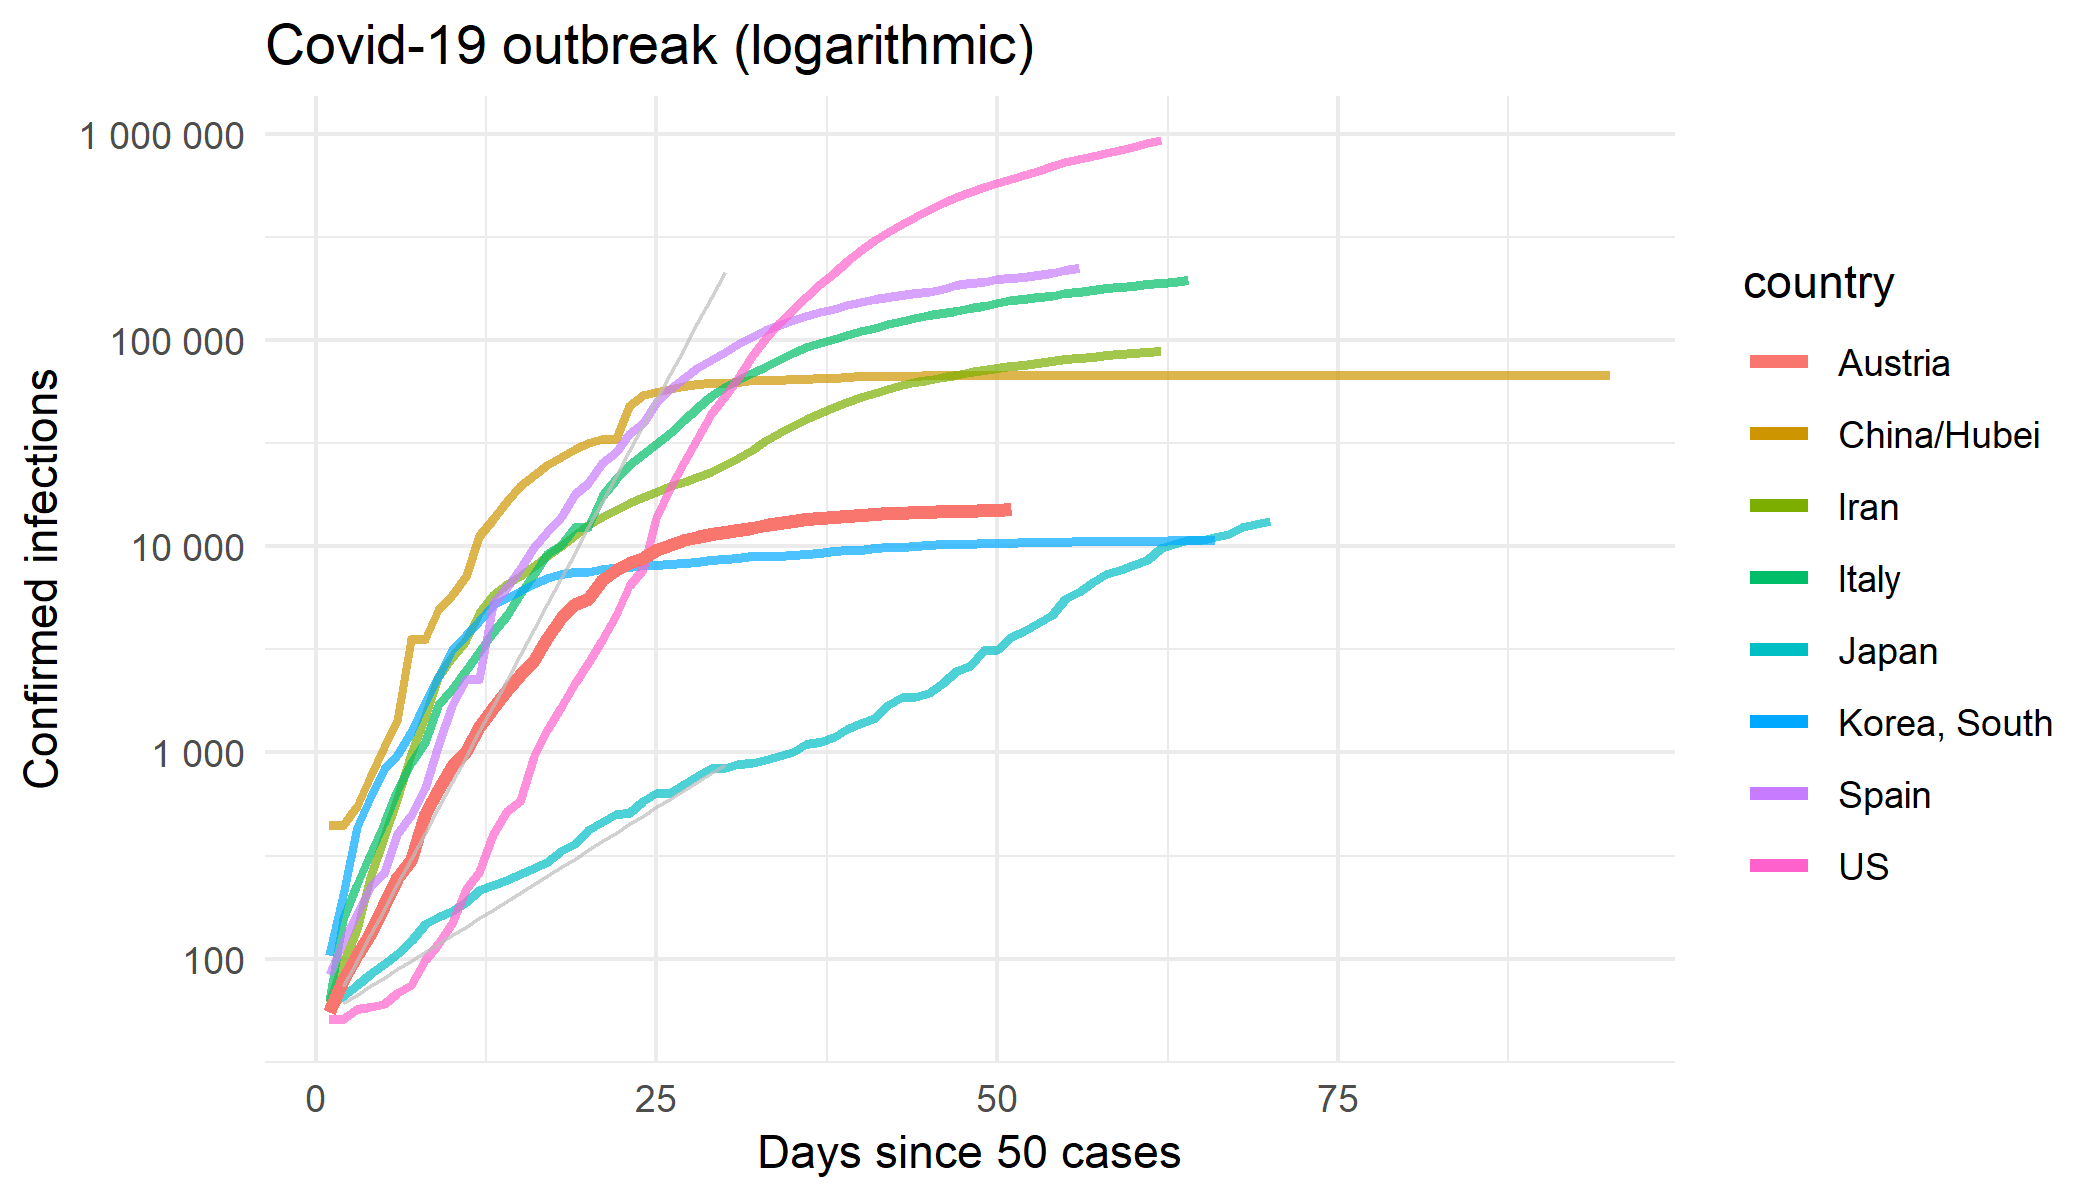 Covid-19 outbreak (logarithmic)
Confirmed infections
1 000 000
100 000
10 000
1 000
100
0
25
50
75
Days since 50 cases
country
Austria
China/Hubei
Iran
Italy
Japan
Korea, South
Spain
US